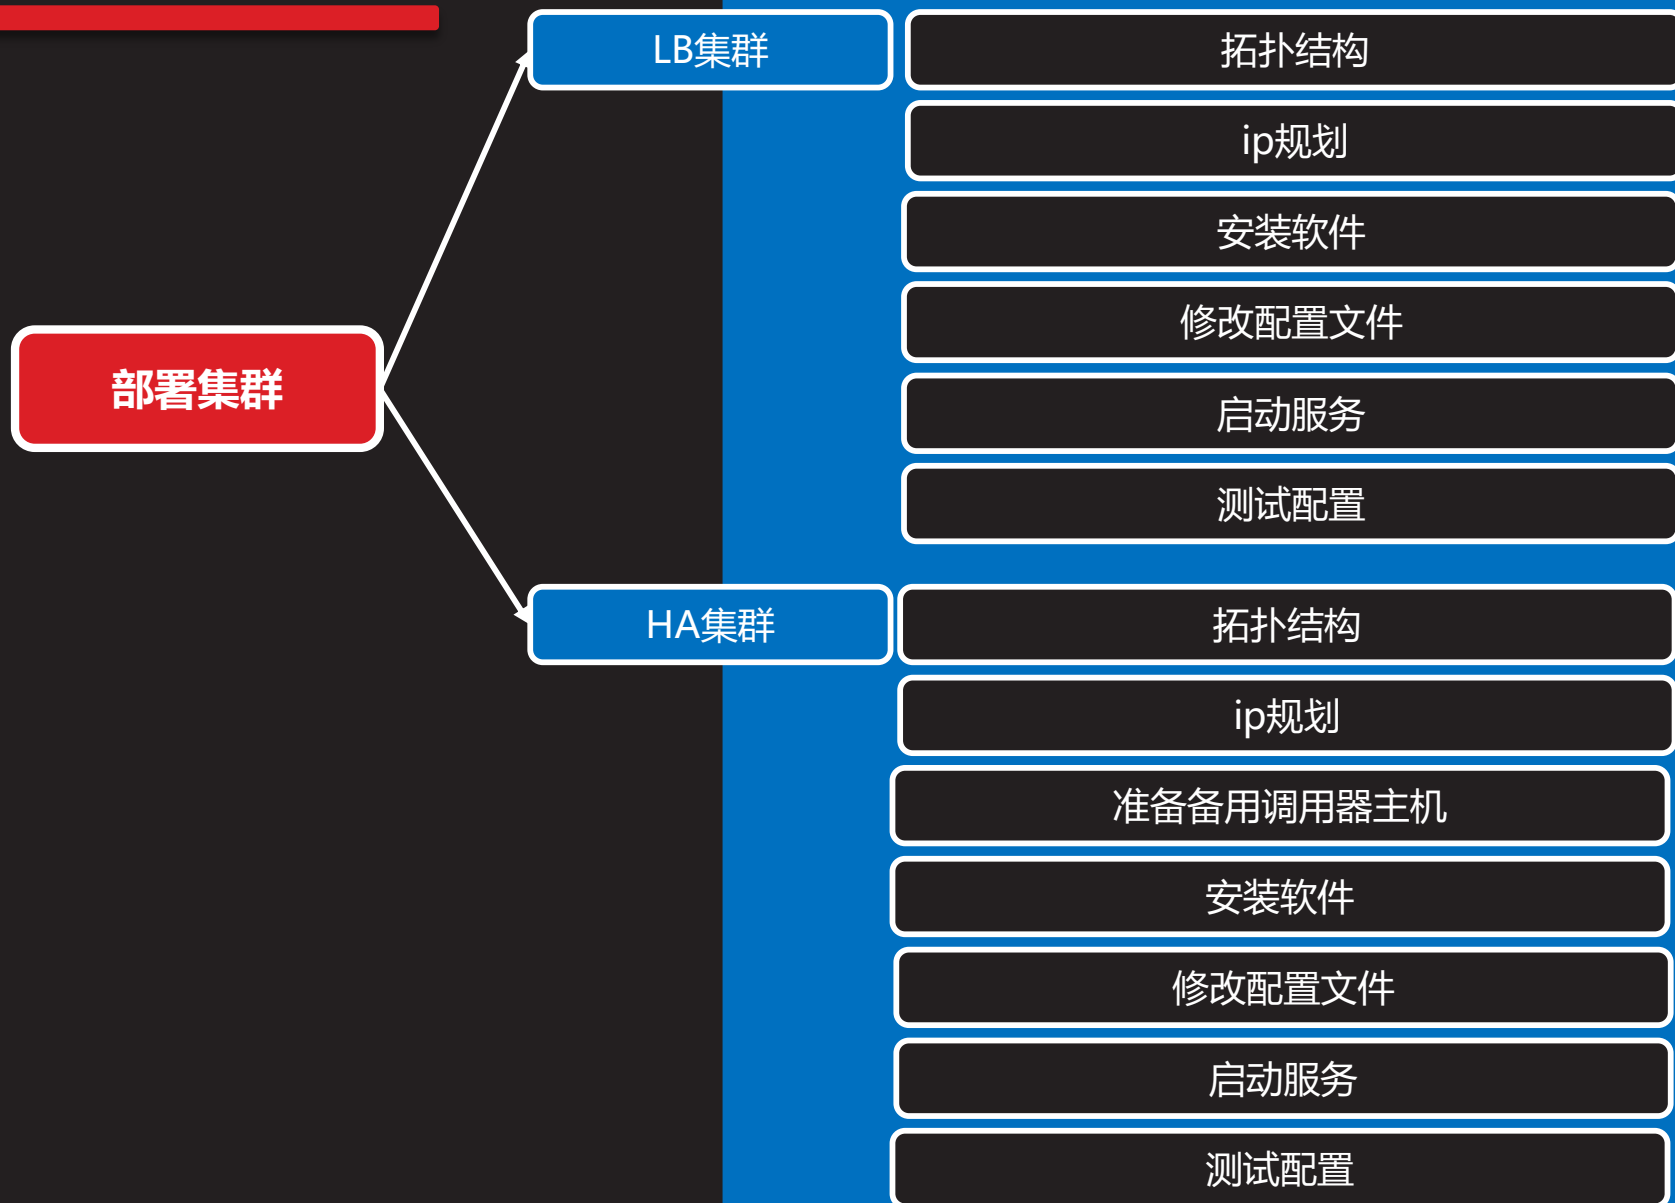 LB集群
拓扑结构
ip规划
安装软件
修改配置文件
启动服务
测试配置
部署集群
HA集群
拓扑结构
ip规划
准备备用调用器主机
安装软件
修改配置文件
启动服务
测试配置